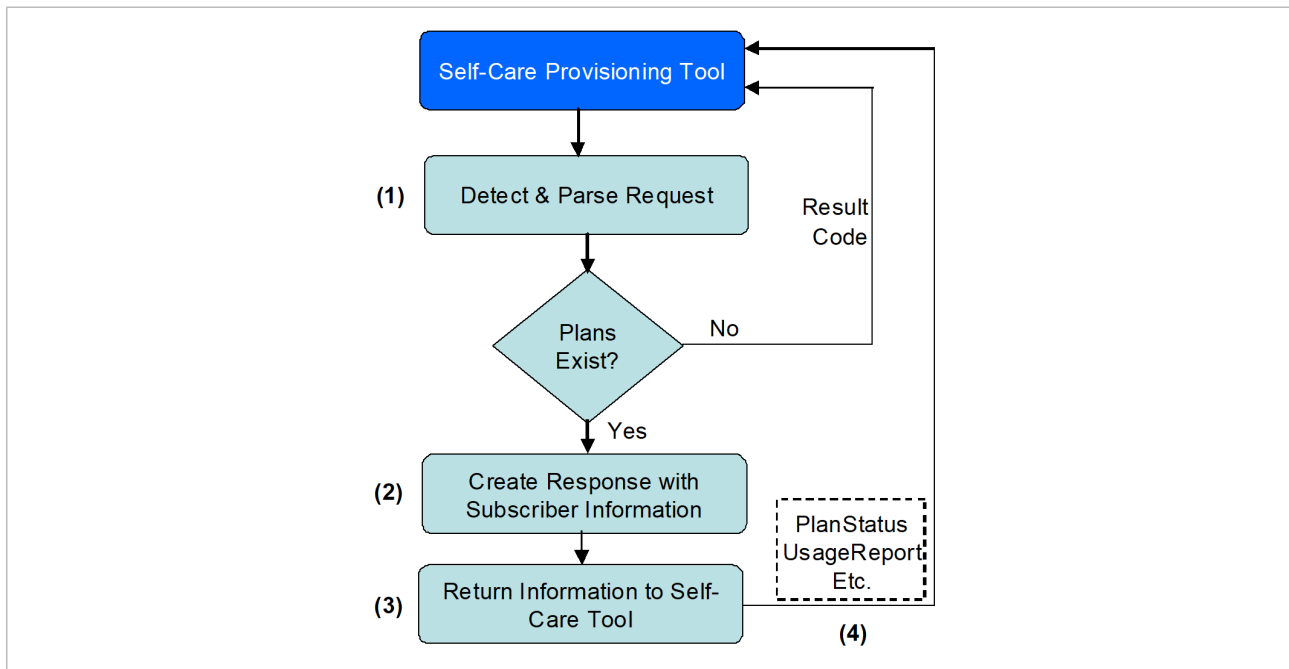 Self-Care Provisioning Tool
(1)
Detect & Parse Request
Result
Code
Plans
Exist?
No
Yes
(2)
Create Response with
Subscriber Information
PlanStatus
UsageReport
Etc.
(3)
Return Information to Self-
Care Tool
(4)